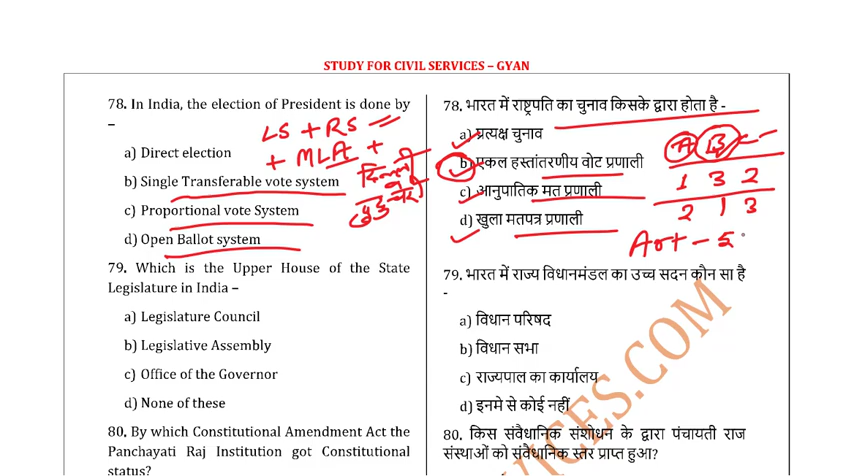 STUDY FOR CIVIL SERVICES – GYAN
78. In India, the election of President is done by
–
a) Direct election
b) Single Transferable vote system
c) Proportional vote System
d) Open Ballot system
LS + RS
+ MLA +
दिल्ली
79. Which is the Upper House of the State
Legislature in India –
a) Legislature Council
b) Legislative Assembly
c) Office of the Governor
d) None of these
80. By which Constitutional Amendment Act the
Panchayati Raj Institution got Constitutional
status?
78. भारत में राष्ट्रपति का चुनाव किसके द्वारा होता है -
a) प्रत्यक्ष चुनाव
b) एकल हस्तांतरणीय वोट प्रणाली
c) आनुपातिक मत प्रणाली
d) खुला मतपत्र प्रणाली
A B C
1 3 2
2 1 3
Art - 5
79. भारत में राज्य विधानमंडल का उच्च सदन कौन सा है
-
a) विधान परिषद
b) विधान सभा
c) राज्यपाल का कार्यालय
d) इनमे से कोई नहीं
80. किस संवैधानिक संशोधन के द्वारा पंचायती राज
संस्थाओं को संवैधानिक स्तर प्राप्त हुआ?
VICES.COM